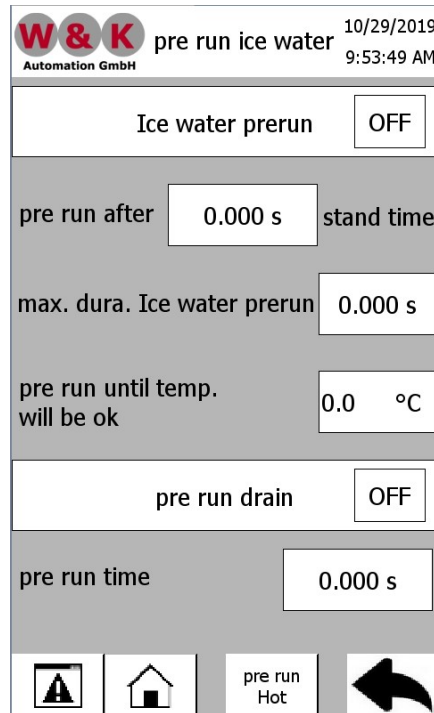 W & K
Automation GmbH
pre run ice water
10/29/2019
9:53:49 AM
Ice water prerun
OFF
pre run after
0.000 s
stand time
max. dura. Ice water prerun
0.000 s
pre run until temp.
will be ok
0.0 °C
pre run drain
OFF
pre run time
0.000 s
pre run
Hot